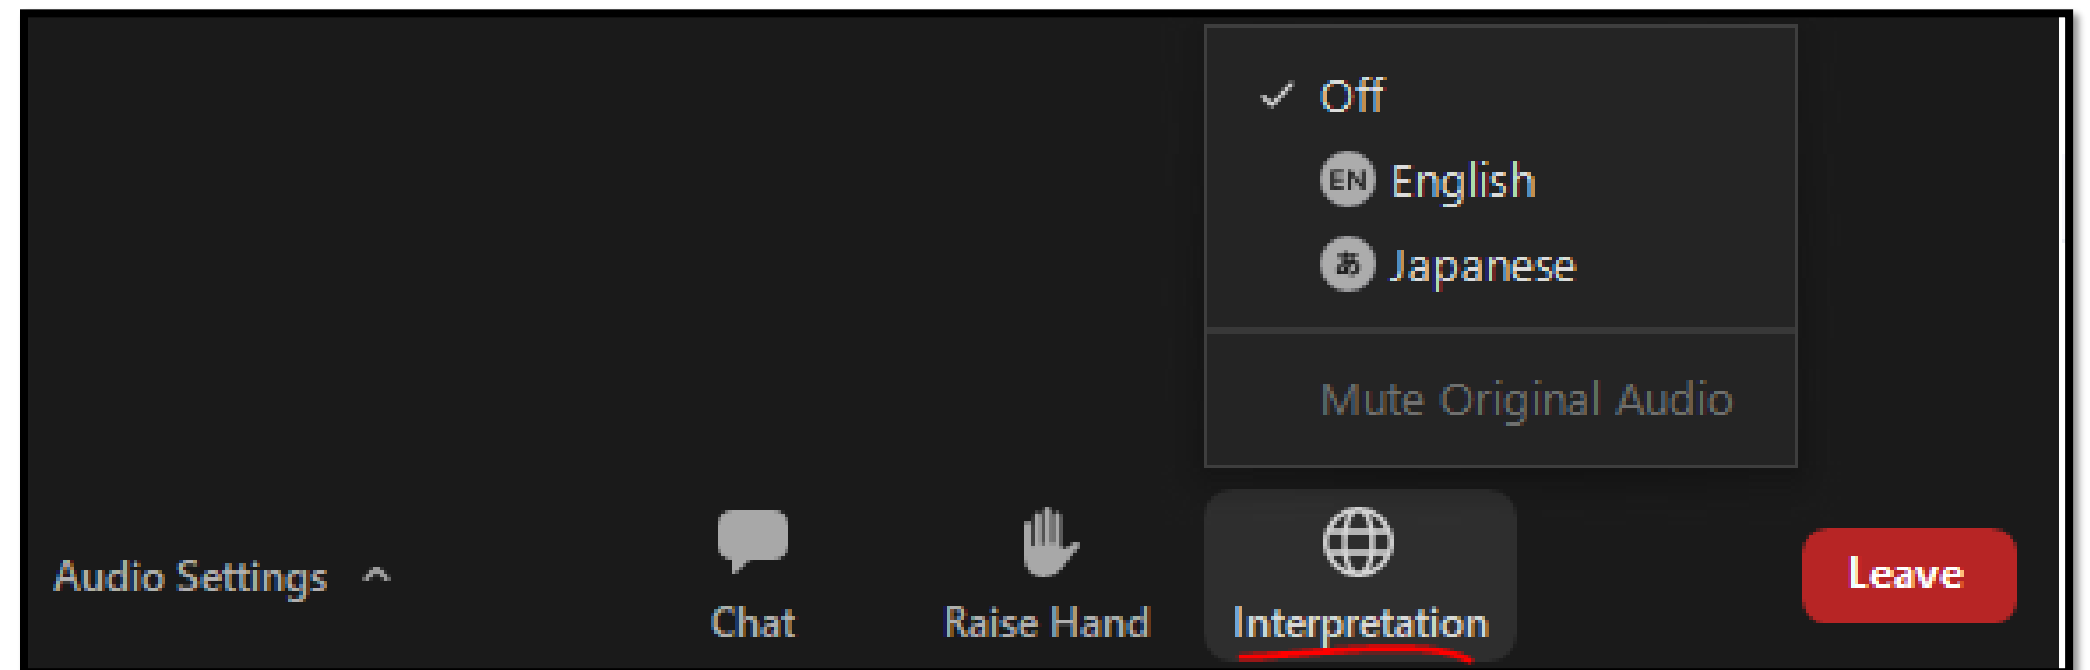 Off
EN English
あ Japanese
Mute Original Audio
Audio Settings
Chat
Raise Hand
Interpretation
Leave